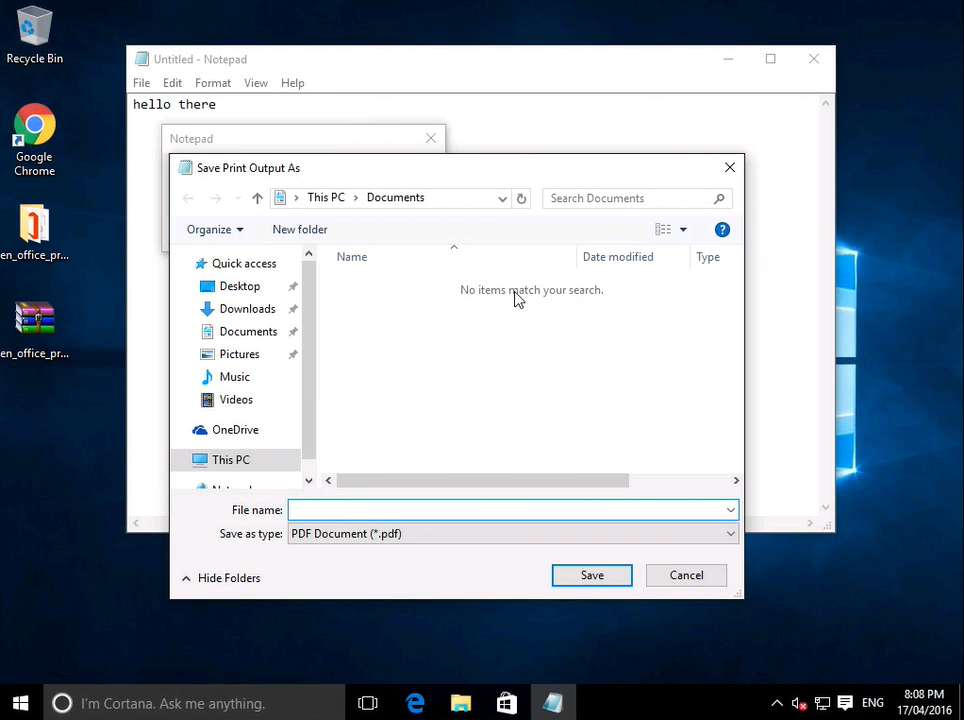 Recycle Bin
Google
Chrome
en_office_pr...
en_office_pr...
Untitled - Notepad
File Edit Format View Help
hello there
Notepad
Save Print Output As
This PC > Documents
Search Documents
Organize New folder
Name Date modified Type
No items match your search.
Quick access
Desktop
Downloads
Documents
Pictures
Music
Videos
OneDrive
This PC
File name:
Save as type: PDF Document (*.pdf)
Hide Folders
Save Cancel
I'm Cortana. Ask me anything.
ENG
8:08 PM
17/04/2016